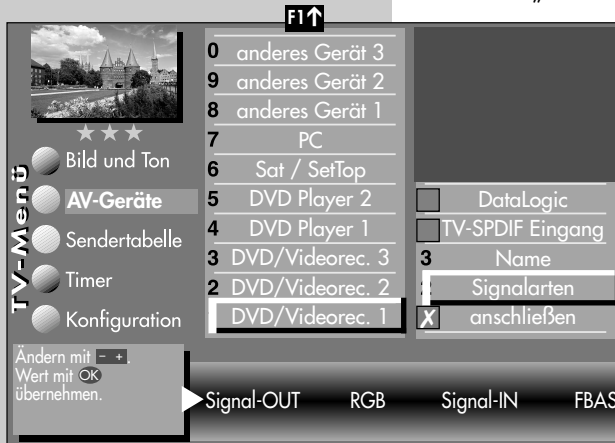 F1↑
TV-Menü
Bild und Ton
AV-Geräte
Sendertabelle
Timer
Konfiguration
0 anderes Gerät 3
9 anderes Gerät 2
8 anderes Gerät 1
7 PC
6 Sat / SetTop
5 DVD Player 2
4 DVD Player 1
3 DVD/Videorec. 3
2 DVD/Videorec. 2
DVD/Videorec. 1
DataLogic
TV-SPDIF Eingang
3 Name
2 Signalarten
X anschließen
Ändern mit - + .
Wert mit OK
übernehmen.
Signal-OUT RGB Signal-IN FBAS